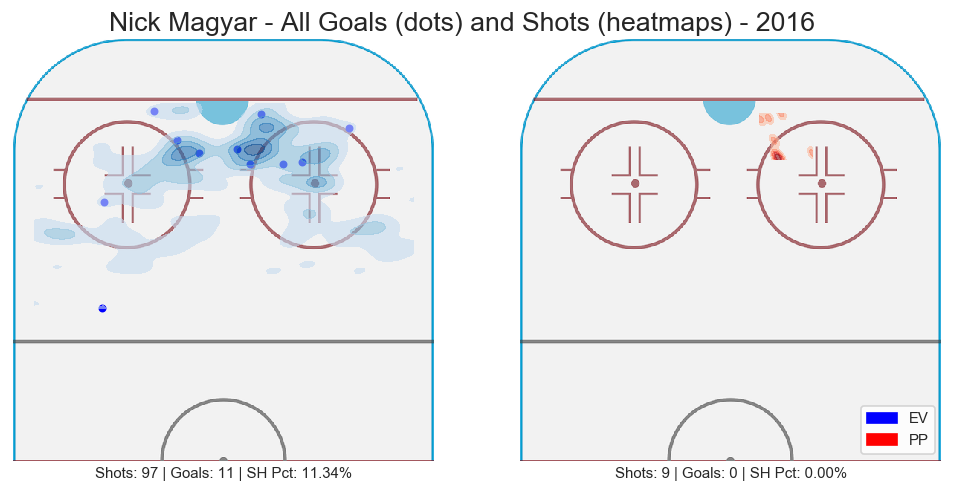 Nick Magyar - All Goals (dots) and Shots (heatmaps) - 2016
EV
PP
Shots: 97 | Goals: 11 | SH Pct: 11.34%
Shots: 9 | Goals: 0 | SH Pct: 0.00%